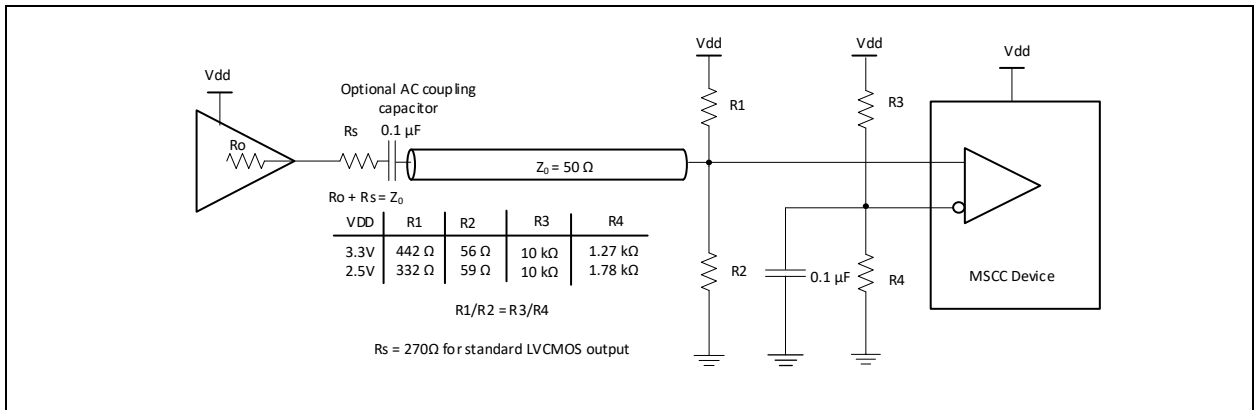 Vdd
Vdd
Vdd
Vdd
Optional AC coupling
capacitor
R1
R3
Ro
Rs
0.1 µF
Z0 = 50 Ω
Ro + Rs = Z0
VDD R1 R2 R3 R4
3.3V 442 Ω 56 Ω 10 kΩ 1.27 kΩ
2.5V 332 Ω 59 Ω 10 kΩ 1.78 kΩ
R2
0.1 µF
R4
MSCC Device
R1/R2 = R3/R4
Rs = 270Ω for standard LVCMOS output